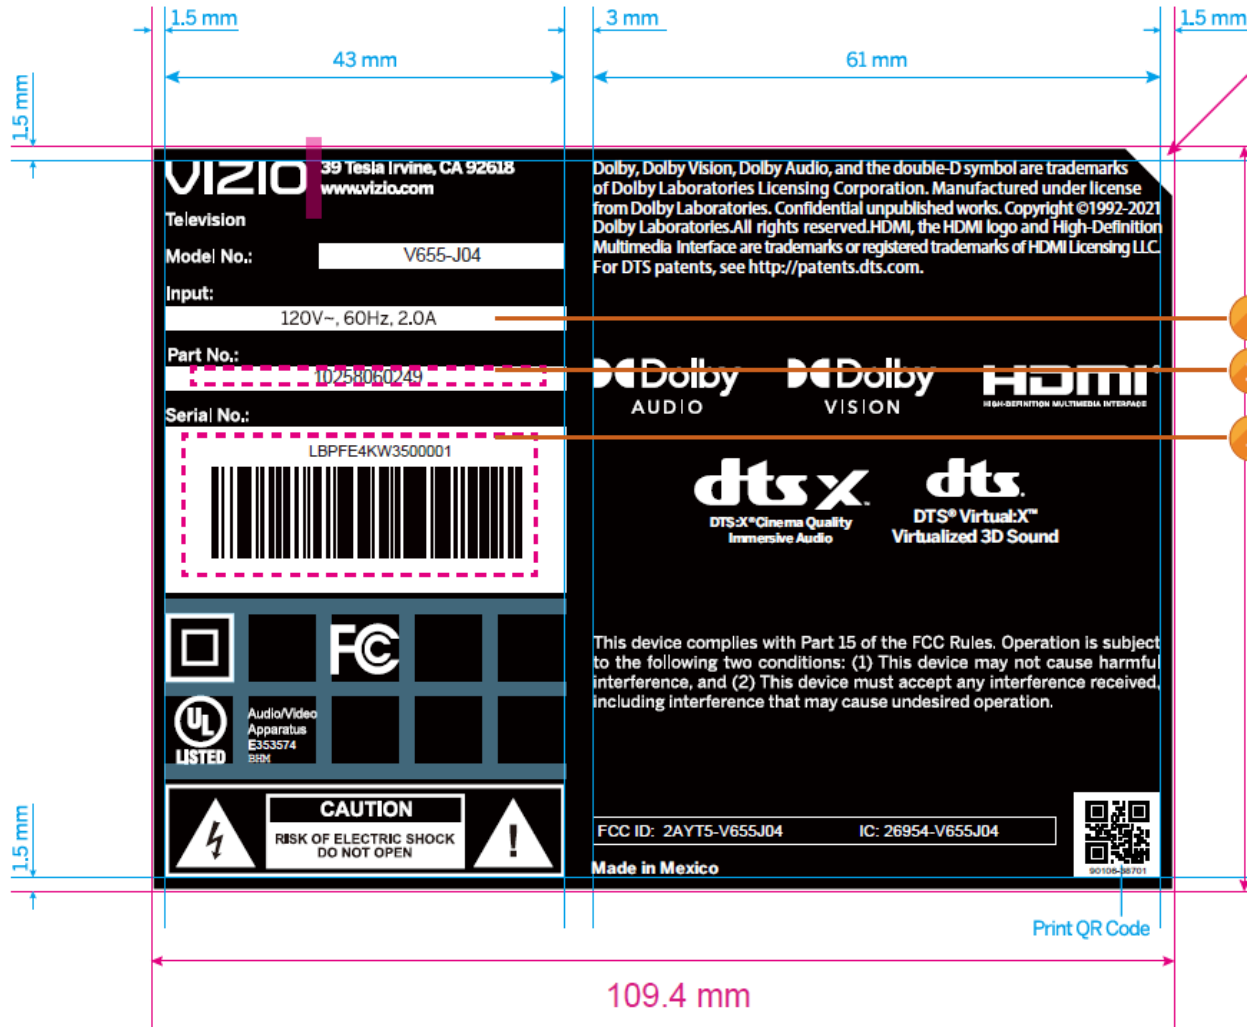 1.5 mm
3 mm
1.5 mm
43 mm
61 mm
1.5 mm
VIZIO
39 Tesla Irvine, CA 92618
www.vizio.com
Television
Model No.:
V655-J04
Input:
120V~, 60Hz, 2.0A
Part No.:
10258060249
Serial No.:
LBPFE4KW3500001
Dolby, Dolby Vision, Dolby Audio, and the double-D symbol are trademarks
of Dolby Laboratories Licensing Corporation. Manufactured under license
from Dolby Laboratories. Confidential unpublished works. Copyright ©1992-2021
Dolby Laboratories.All rights reserved.HDMI, the HDMI logo and High-Definition
Multimedia Interface are trademarks or registered trademarks of HDMI Licensing LLC.
For DTS patents, see http://patents.dts.com.
Dolby
AUDIO
Dolby
VISION
HDMI
HIGH-DEFINITION MULTIMEDIA INTERFACE
dts X™
DTS:X® Cinema Quality
Immersive Audio
dts.
DTS® Virtual:X™
Virtualized 3D Sound
FC
UL
LISTED
Audio/Video
Apparatus
E353574
BHM
This device complies with Part 15 of the FCC Rules. Operation is subject
to the following two conditions: (1) This device may not cause harmful
interference, and (2) This device must accept any interference received,
including interference that may cause undesired operation.
CAUTION
RISK OF ELECTRIC SHOCK
DO NOT OPEN
!
FCC ID: 2AYT5-V655J04
IC: 26954-V655J04
Made in Mexico
1.5 mm
Print QR Code
109.4 mm